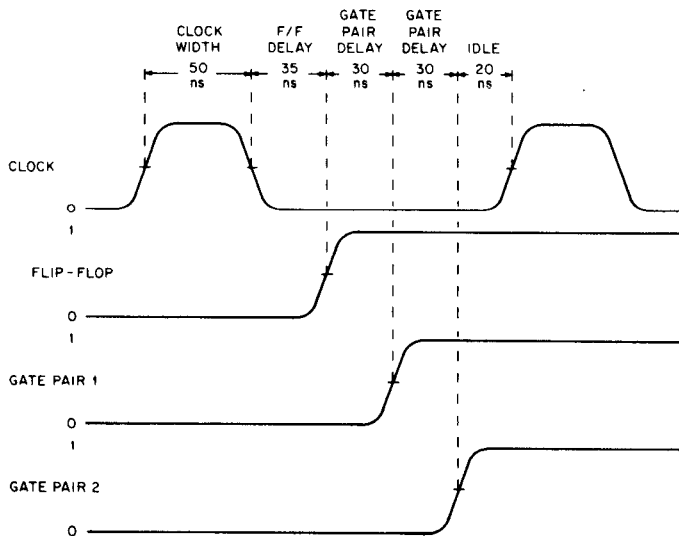 CLOCK WIDTH
F/F DELAY
GATE PAIR DELAY
GATE PAIR DELAY
IDLE
50 ns
35 ns
30 ns
30 ns
20 ns
CLOCK
0
1
FLIP-FLOP
0
1
GATE PAIR 1
0
1
GATE PAIR 2
0